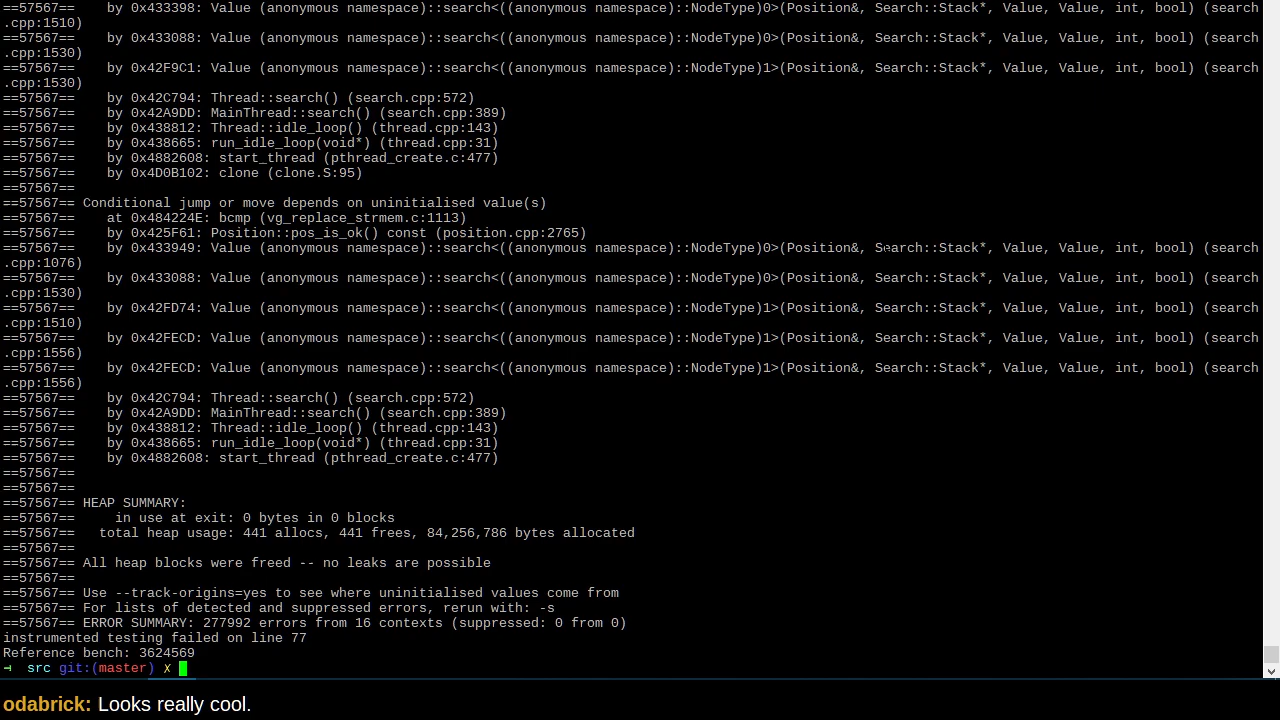 ==57567==    by 0x433398: Value (anonymous namespace)::search<((anonymous namespace)::NodeType)0>(Position&, Search::Stack*, Value, Value, int, bool) (search
.cpp:1510)
==57567==    by 0x433088: Value (anonymous namespace)::search<((anonymous namespace)::NodeType)0>(Position&, Search::Stack*, Value, Value, int, bool) (search
.cpp:1530)
==57567==    by 0x42F9C1: Value (anonymous namespace)::search<((anonymous namespace)::NodeType)1>(Position&, Search::Stack*, Value, Value, int, bool) (search
.cpp:1530)
==57567==    by 0x42C794: Thread::search() (search.cpp:572)
==57567==    by 0x42A9DD: MainThread::search() (search.cpp:389)
==57567==    by 0x438812: Thread::idle_loop() (thread.cpp:143)
==57567==    by 0x438665: run_idle_loop(void*) (thread.cpp:31)
==57567==    by 0x4882608: start_thread (pthread_create.c:477)
==57567==    by 0x4D0B102: clone (clone.S:95)
==57567==
==57567== Conditional jump or move depends on uninitialised value(s)
==57567==    at 0x484224E: bcmp (vg_replace_strmem.c:1113)
==57567==    by 0x425F61: Position::pos_is_ok() const (position.cpp:2765)
==57567==    by 0x433949: Value (anonymous namespace)::search<((anonymous namespace)::NodeType)0>(Position&, Search::Stack*, Value, Value, int, bool) (search
.cpp:1076)
==57567==    by 0x433088: Value (anonymous namespace)::search<((anonymous namespace)::NodeType)0>(Position&, Search::Stack*, Value, Value, int, bool) (search
.cpp:1530)
==57567==    by 0x42FD74: Value (anonymous namespace)::search<((anonymous namespace)::NodeType)1>(Position&, Search::Stack*, Value, Value, int, bool) (search
.cpp:1510)
==57567==    by 0x42FECD: Value (anonymous namespace)::search<((anonymous namespace)::NodeType)1>(Position&, Search::Stack*, Value, Value, int, bool) (search
.cpp:1556)
==57567==    by 0x42FECD: Value (anonymous namespace)::search<((anonymous namespace)::NodeType)1>(Position&, Search::Stack*, Value, Value, int, bool) (search
.cpp:1556)
==57567==    by 0x42C794: Thread::search() (search.cpp:572)
==57567==    by 0x42A9DD: MainThread::search() (search.cpp:389)
==57567==    by 0x438812: Thread::idle_loop() (thread.cpp:143)
==57567==    by 0x438665: run_idle_loop(void*) (thread.cpp:31)
==57567==    by 0x4882608: start_thread (pthread_create.c:477)
==57567==
==57567==
==57567== HEAP SUMMARY:
==57567==     in use at exit: 0 bytes in 0 blocks
==57567==   total heap usage: 441 allocs, 441 frees, 84,256,786 bytes allocated
==57567==
==57567== All heap blocks were freed -- no leaks are possible
==57567==
==57567== Use --track-origins=yes to see where uninitialised values come from
==57567== For lists of detected and suppressed errors, rerun with: -s
==57567== ERROR SUMMARY: 277992 errors from 16 contexts (suppressed: 0 from 0)
instrumented testing failed on line 77
Reference bench: 3624569
src git:(master) ✗
odabrick: Looks really cool.